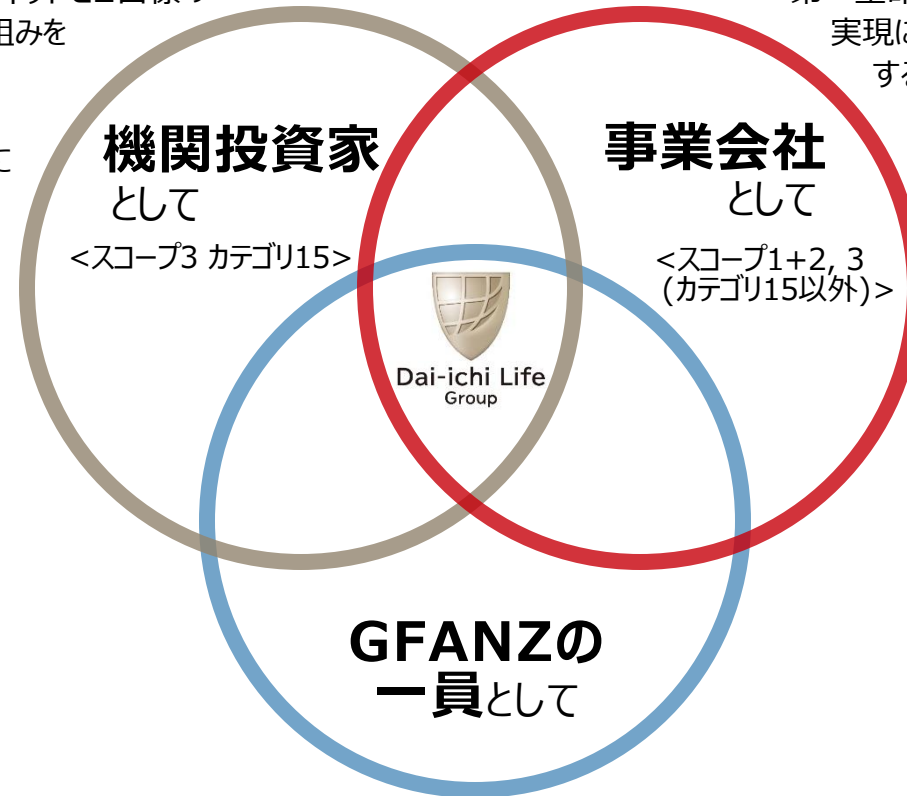 組みを
実現に
機関投資家
として
<スコープ3 カテゴリ15>
事業会社
として
<スコープ1+2, 3
(カテゴリ15以外)>
Dai-ichi Life
Group
GFANZの
一員として